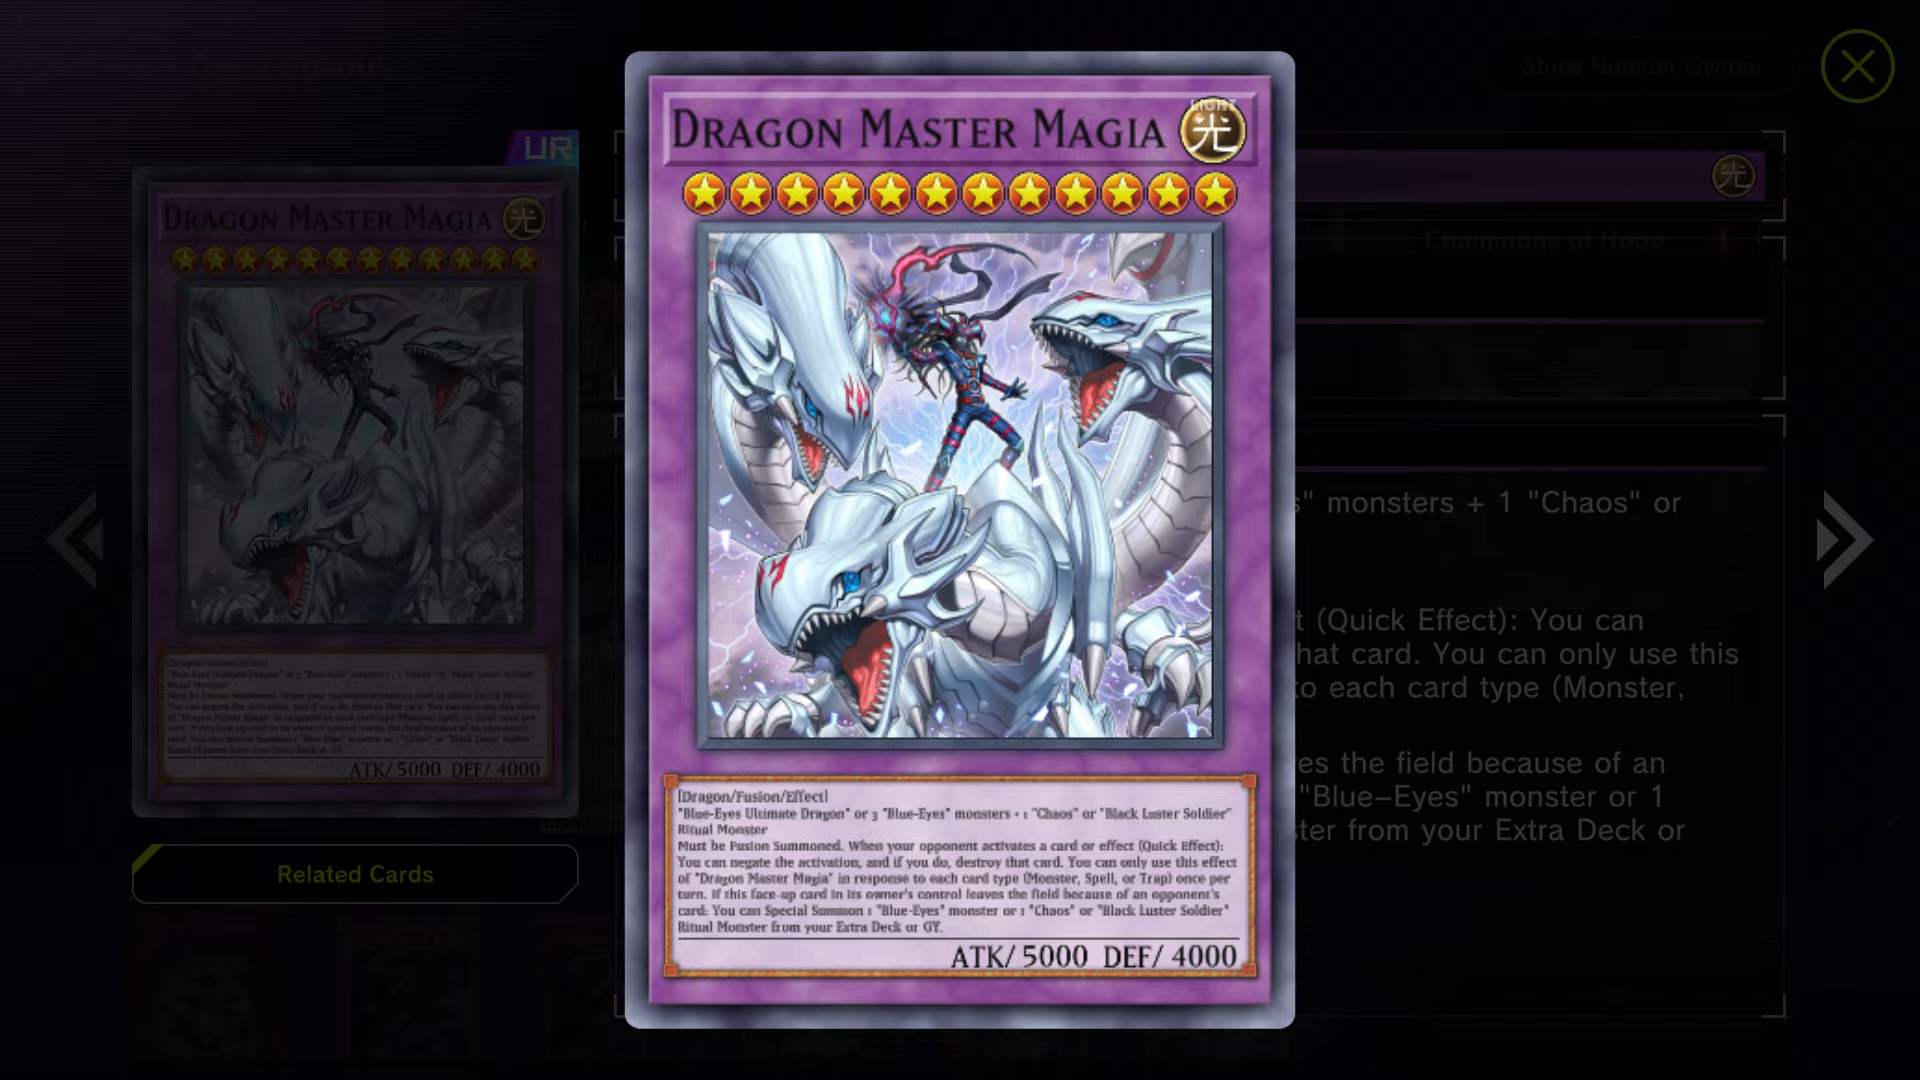 UR
DRAGON MASTER MAGIA
光
ATK/ 5000 DEF/ 4000
Related Cards
DRAGON MASTER MAGIA
LIGHT
光
[Dragon/Fusion/Effect]
"Blue-Eyes Ultimate Dragon" or 3 "Blue-Eyes" monsters + 1 "Chaos" or "Black Luster Soldier"
Ritual Monster
Must be Fusion Summoned. When your opponent activates a card or effect (Quick Effect):
You can negate the activation, and if you do, destroy that card. You can only use this effect
of "Dragon Master Magia" in response to each card type (Monster, Spell, or Trap) once per
turn. If this face-up card in its owner's control leaves the field because of an opponent's
card: You can Special Summon 1 "Blue-Eyes" monster or 1 "Chaos" or "Black Luster Soldier"
Ritual Monster from your Extra Deck or GY.
ATK/ 5000 DEF/ 4000
光
Champions of Hope
monsters + 1 "Chaos" or
(Quick Effect): You can
that card. You can only use this
to each card type (Monster,
the field because of an
"Blue-Eyes" monster or 1
from your Extra Deck or